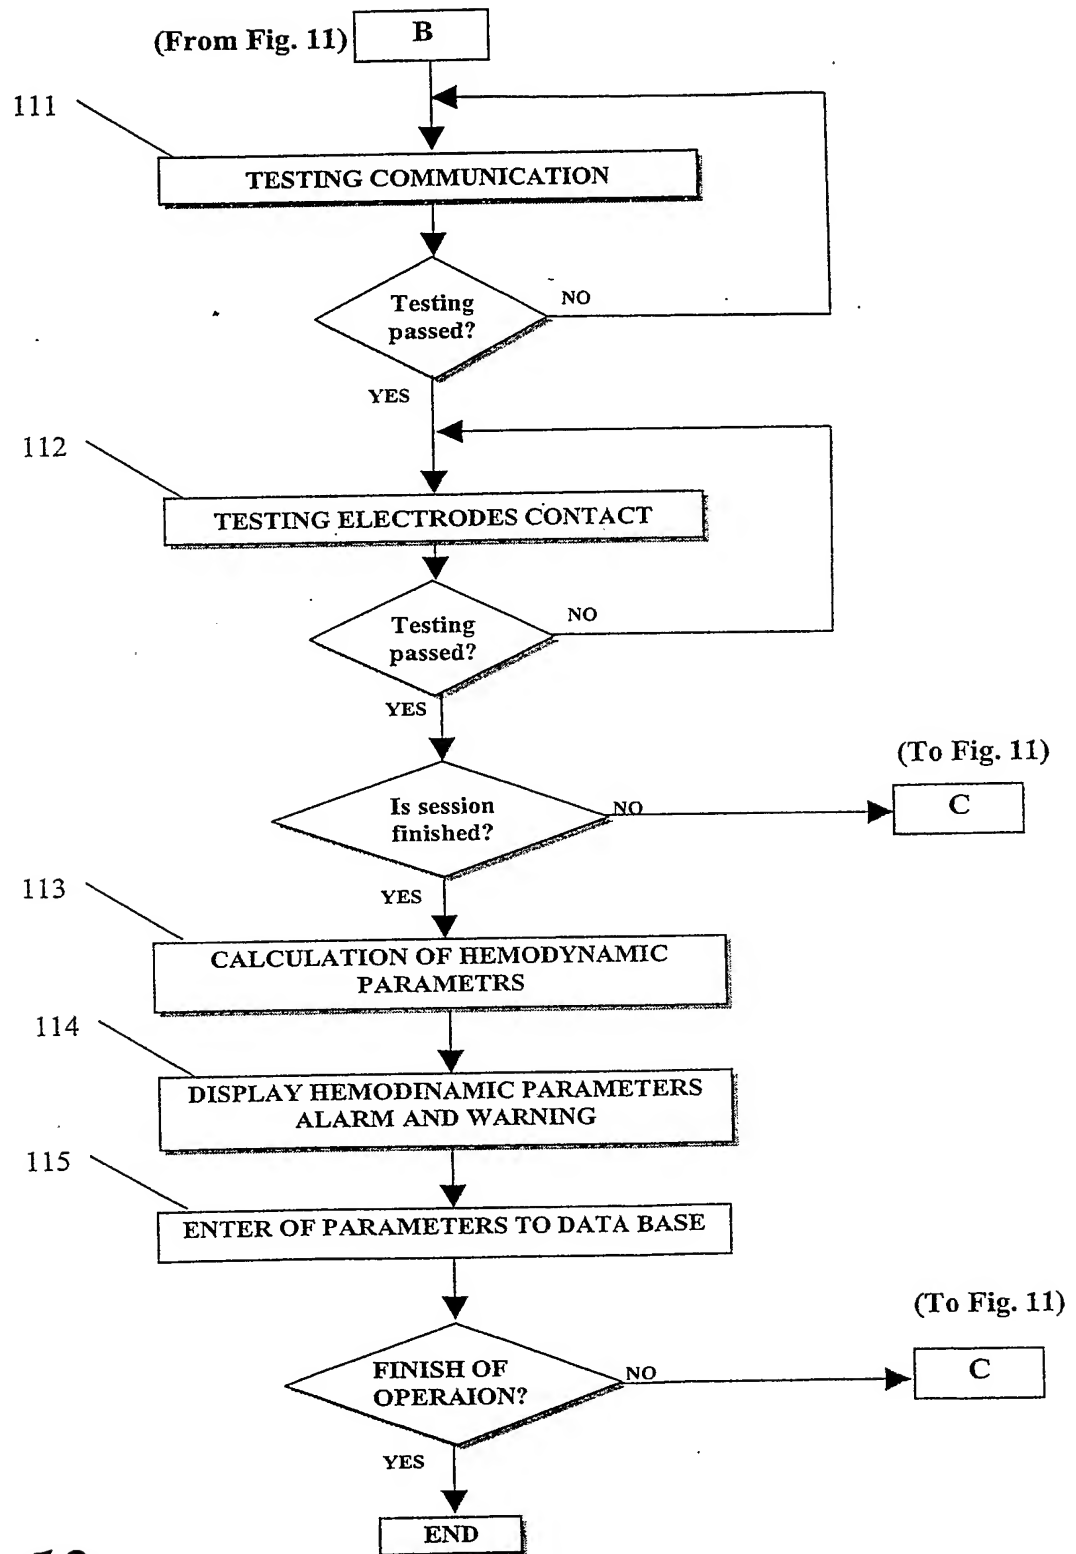 (From Fig. 11)
B
111
TESTING COMMUNICATION
Testing
passed?
NO
YES
112
TESTING ELECTRODES CONTACT
Testing
passed?
NO
YES
(To Fig. 11)
Is session
finished?
NO
C
YES
113
CALCULATION OF HEMODYNAMIC
PARAMETRS
114
DISPLAY HEMODINAMIC PARAMETERS
ALARM AND WARNING
115
ENTER OF PARAMETERS TO DATA BASE
(To Fig. 11)
FINISH OF
OPERAION?
NO
C
YES
END